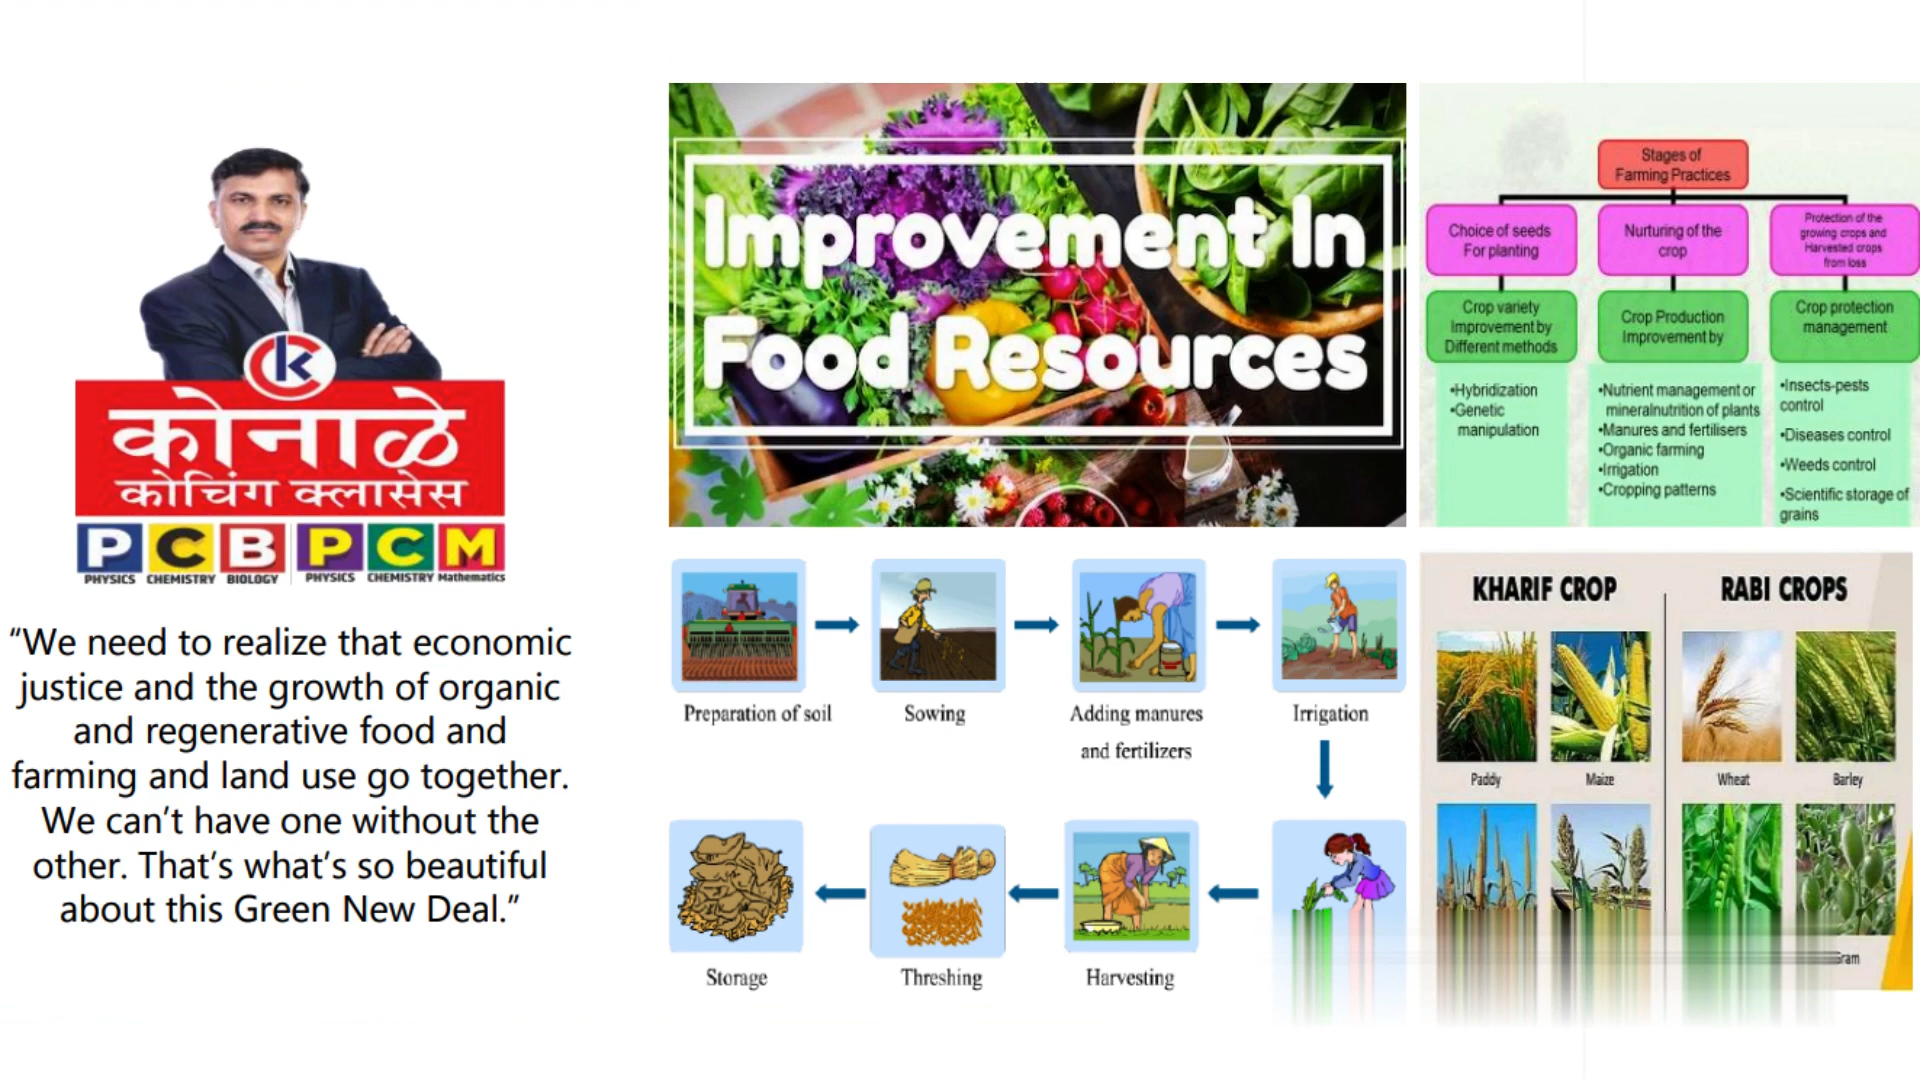 कोनाळे
कोचिंग क्लासेस
PCB PCM
PHYSICS CHEMISTRY BIOLOGY PHYSICS CHEMISTRY Mathematics
“We need to realize that economic
justice and the growth of organic
and regenerative food and
farming and land use go together.
We can’t have one without the
other. That’s what’s so beautiful
about this Green New Deal.”
Improvement In
Food Resources
Stages of
Farming Practices
Choice of seeds
For planting
Nurturing of the
crop
Protection of the
growing crops and
Harvested crops
from loss
Crop variety
Improvement by
Different methods
Crop Production
Improvement by
Crop protection
management
•Hybridization
•Genetic
manipulation
•Nutrient management or
mineralnutrition of plants
•Manures and fertilisers
•Organic farming
•Irrigation
•Cropping patterns
•Insects-pests
control
•Diseases control
•Weeds control
•Scientific storage of
grains
Preparation of soil
Sowing
Adding manures
and fertilizers
Irrigation
Storage
Threshing
Harvesting
KHARIF CROP
RABI CROPS
Paddy
Maize
Wheat
Barley